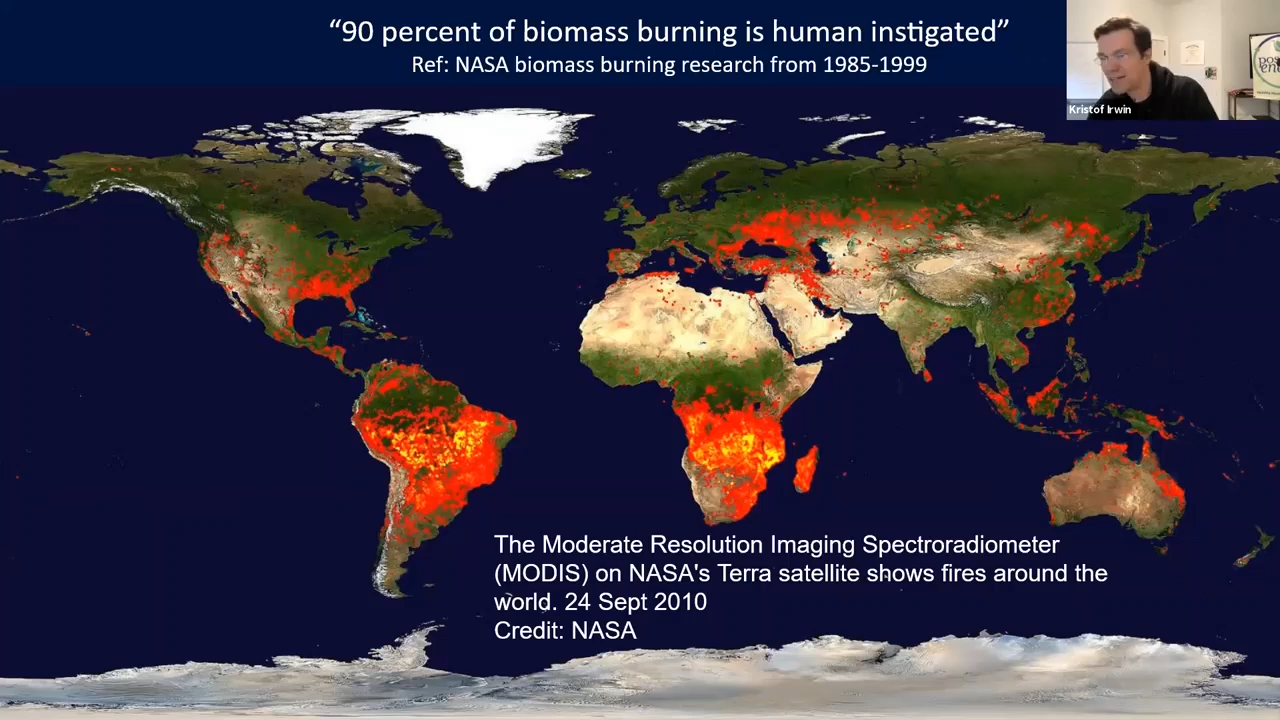 “90 percent of biomass burning is human instigated”
Ref: NASA biomass burning research from 1985-1999
Kristof Irwin
The Moderate Resolution Imaging Spectroradiometer
(MODIS) on NASA's Terra satellite shows fires around the
world. 24 Sept 2010
Credit: NASA